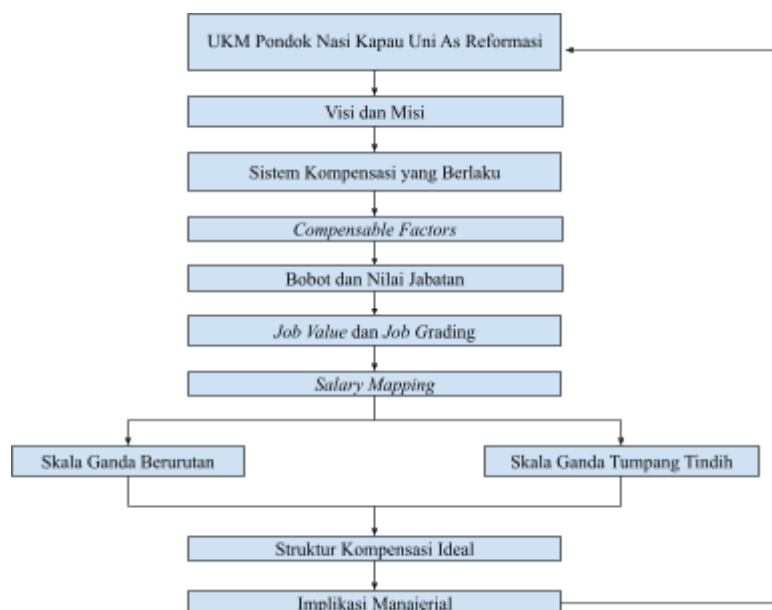 UKM Pondok Nasi Kapau Uni As Reformasi
Visi dan Misi
Sistem Kompensasi yang Berlaku
Compensable Factors
Bobot dan Nilai Jabatan
Job Value dan Job Grading
Salary Mapping
Skala Ganda Berurutan
Skala Ganda Tumpang Tindih
Struktur Kompensasi Ideal
Implikasi Manajerial